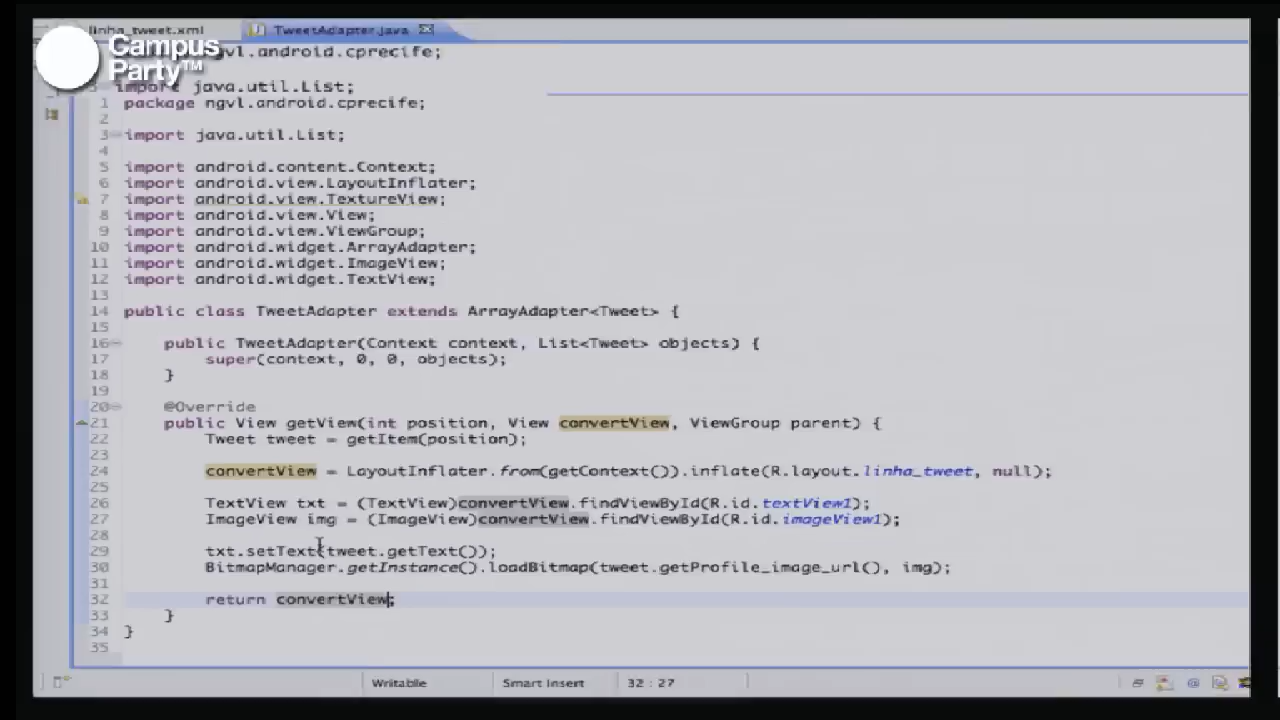 linha_tweet.xml TweetAdapter.java
Campus
Party™
ngvl.android.cprecife;
import java.util.List;
1 package ngvl.android.cprecife;
2
3 import java.util.List;
4
5 import android.content.Context;
6 import android.view.LayoutInflater;
7 import android.view.TextureView;
8 import android.view.View;
9 import android.view.ViewGroup;
10 import android.widget.ArrayAdapter;
11 import android.widget.ImageView;
12 import android.widget.TextView;
13
14 public class TweetAdapter extends ArrayAdapter<Tweet> {
15
16 public TweetAdapter(Context context, List<Tweet> objects) {
17 super(context, 0, 0, objects);
18 }
19
20 @Override
21 public View getView(int position, View convertView, ViewGroup parent) {
22 Tweet tweet = getItem(position);
23
24 convertView = LayoutInflater.from(getContext()).inflate(R.layout.linha_tweet, null);
25
26 TextView txt = (TextView)convertView.findViewById(R.id.textView1);
27 ImageView img = (ImageView)convertView.findViewById(R.id.imageView1);
28
29 txt.setText(tweet.getText());
30 BitmapManager.getInstance().loadBitmap(tweet.getProfile_image_url(), img);
31
32 return convertView;
33 }
34 }
35
Writable Smart Insert 32 : 27